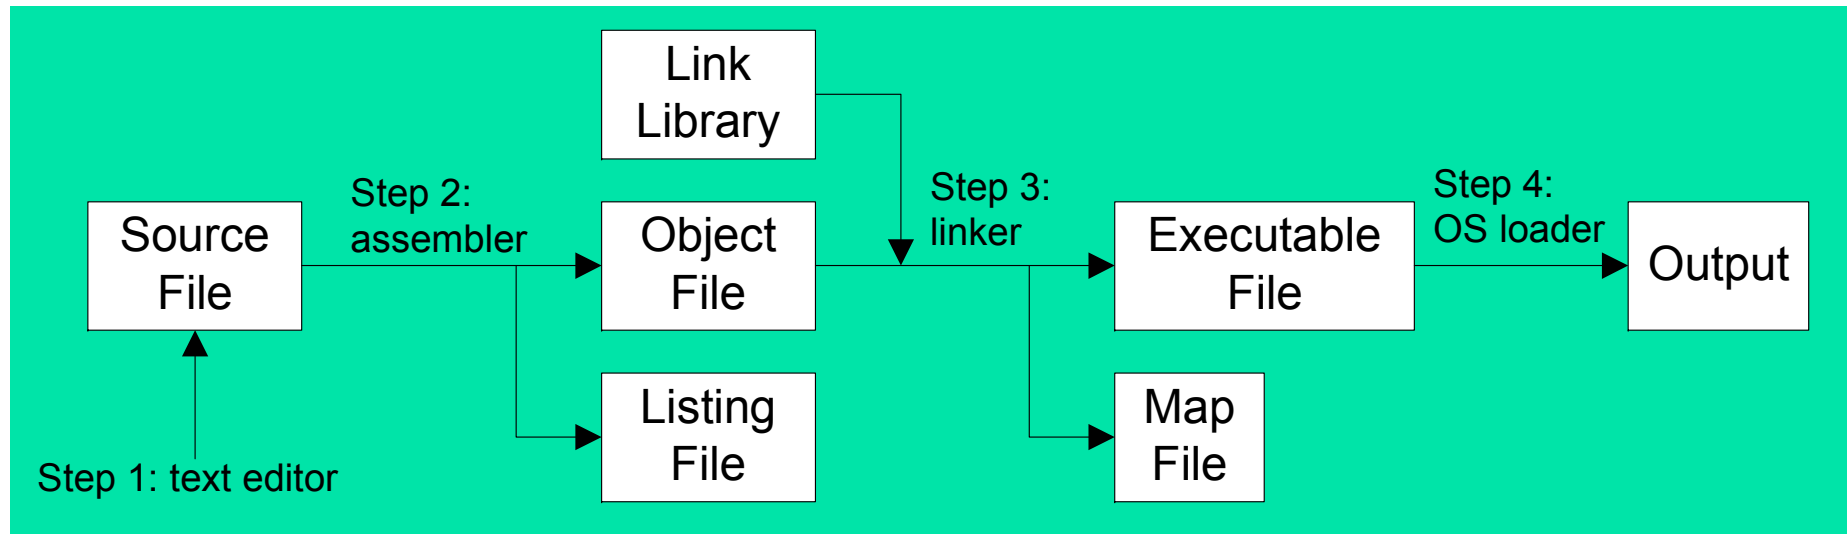 Link
Library
Step 2:
assembler
Step 3:
linker
Step 4:
OS loader
Source
File
Object
File
Executable
File
Output
Listing
File
Map
File
Step 1: text editor